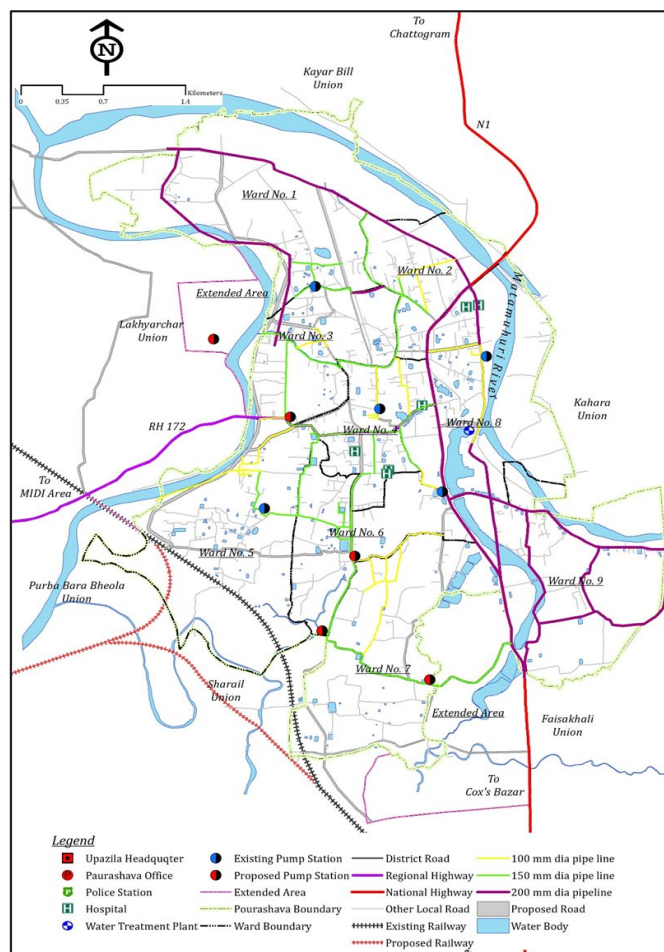 To
Chattogram
N
Kayar Bill
Union
Kilometers
0 0.35 0.7 1.4
N1
Ward No. 1
Ward No. 2
Extended Area
Matamuhuri River
Lakhyarchar
Union
Ward No. 3
Kahara
Union
RH 172
Ward No. 4
Ward No. 8
To
MIDI Area
Ward No. 6
Ward No. 5
Ward No. 9
Purba Bara Bheola
Union
Ward No. 7
Sharail
Union
Extended Area
Faisakhali
Union
To
Cox's Bazar
Legend
Upazila Headquqter
Paurashava Office
Police Station
Hospital
Water Treatment Plant
Existing Pump Station
Proposed Pump Station
Extended Area
Pourashava Boundary
Ward Boundary
District Road
Regional Highway
National Highway
Other Local Road
Existing Railway
Proposed Railway
100 mm dia pipe line
150 mm dia pipe line
200 mm dia pipeline
Proposed Road
Water Body